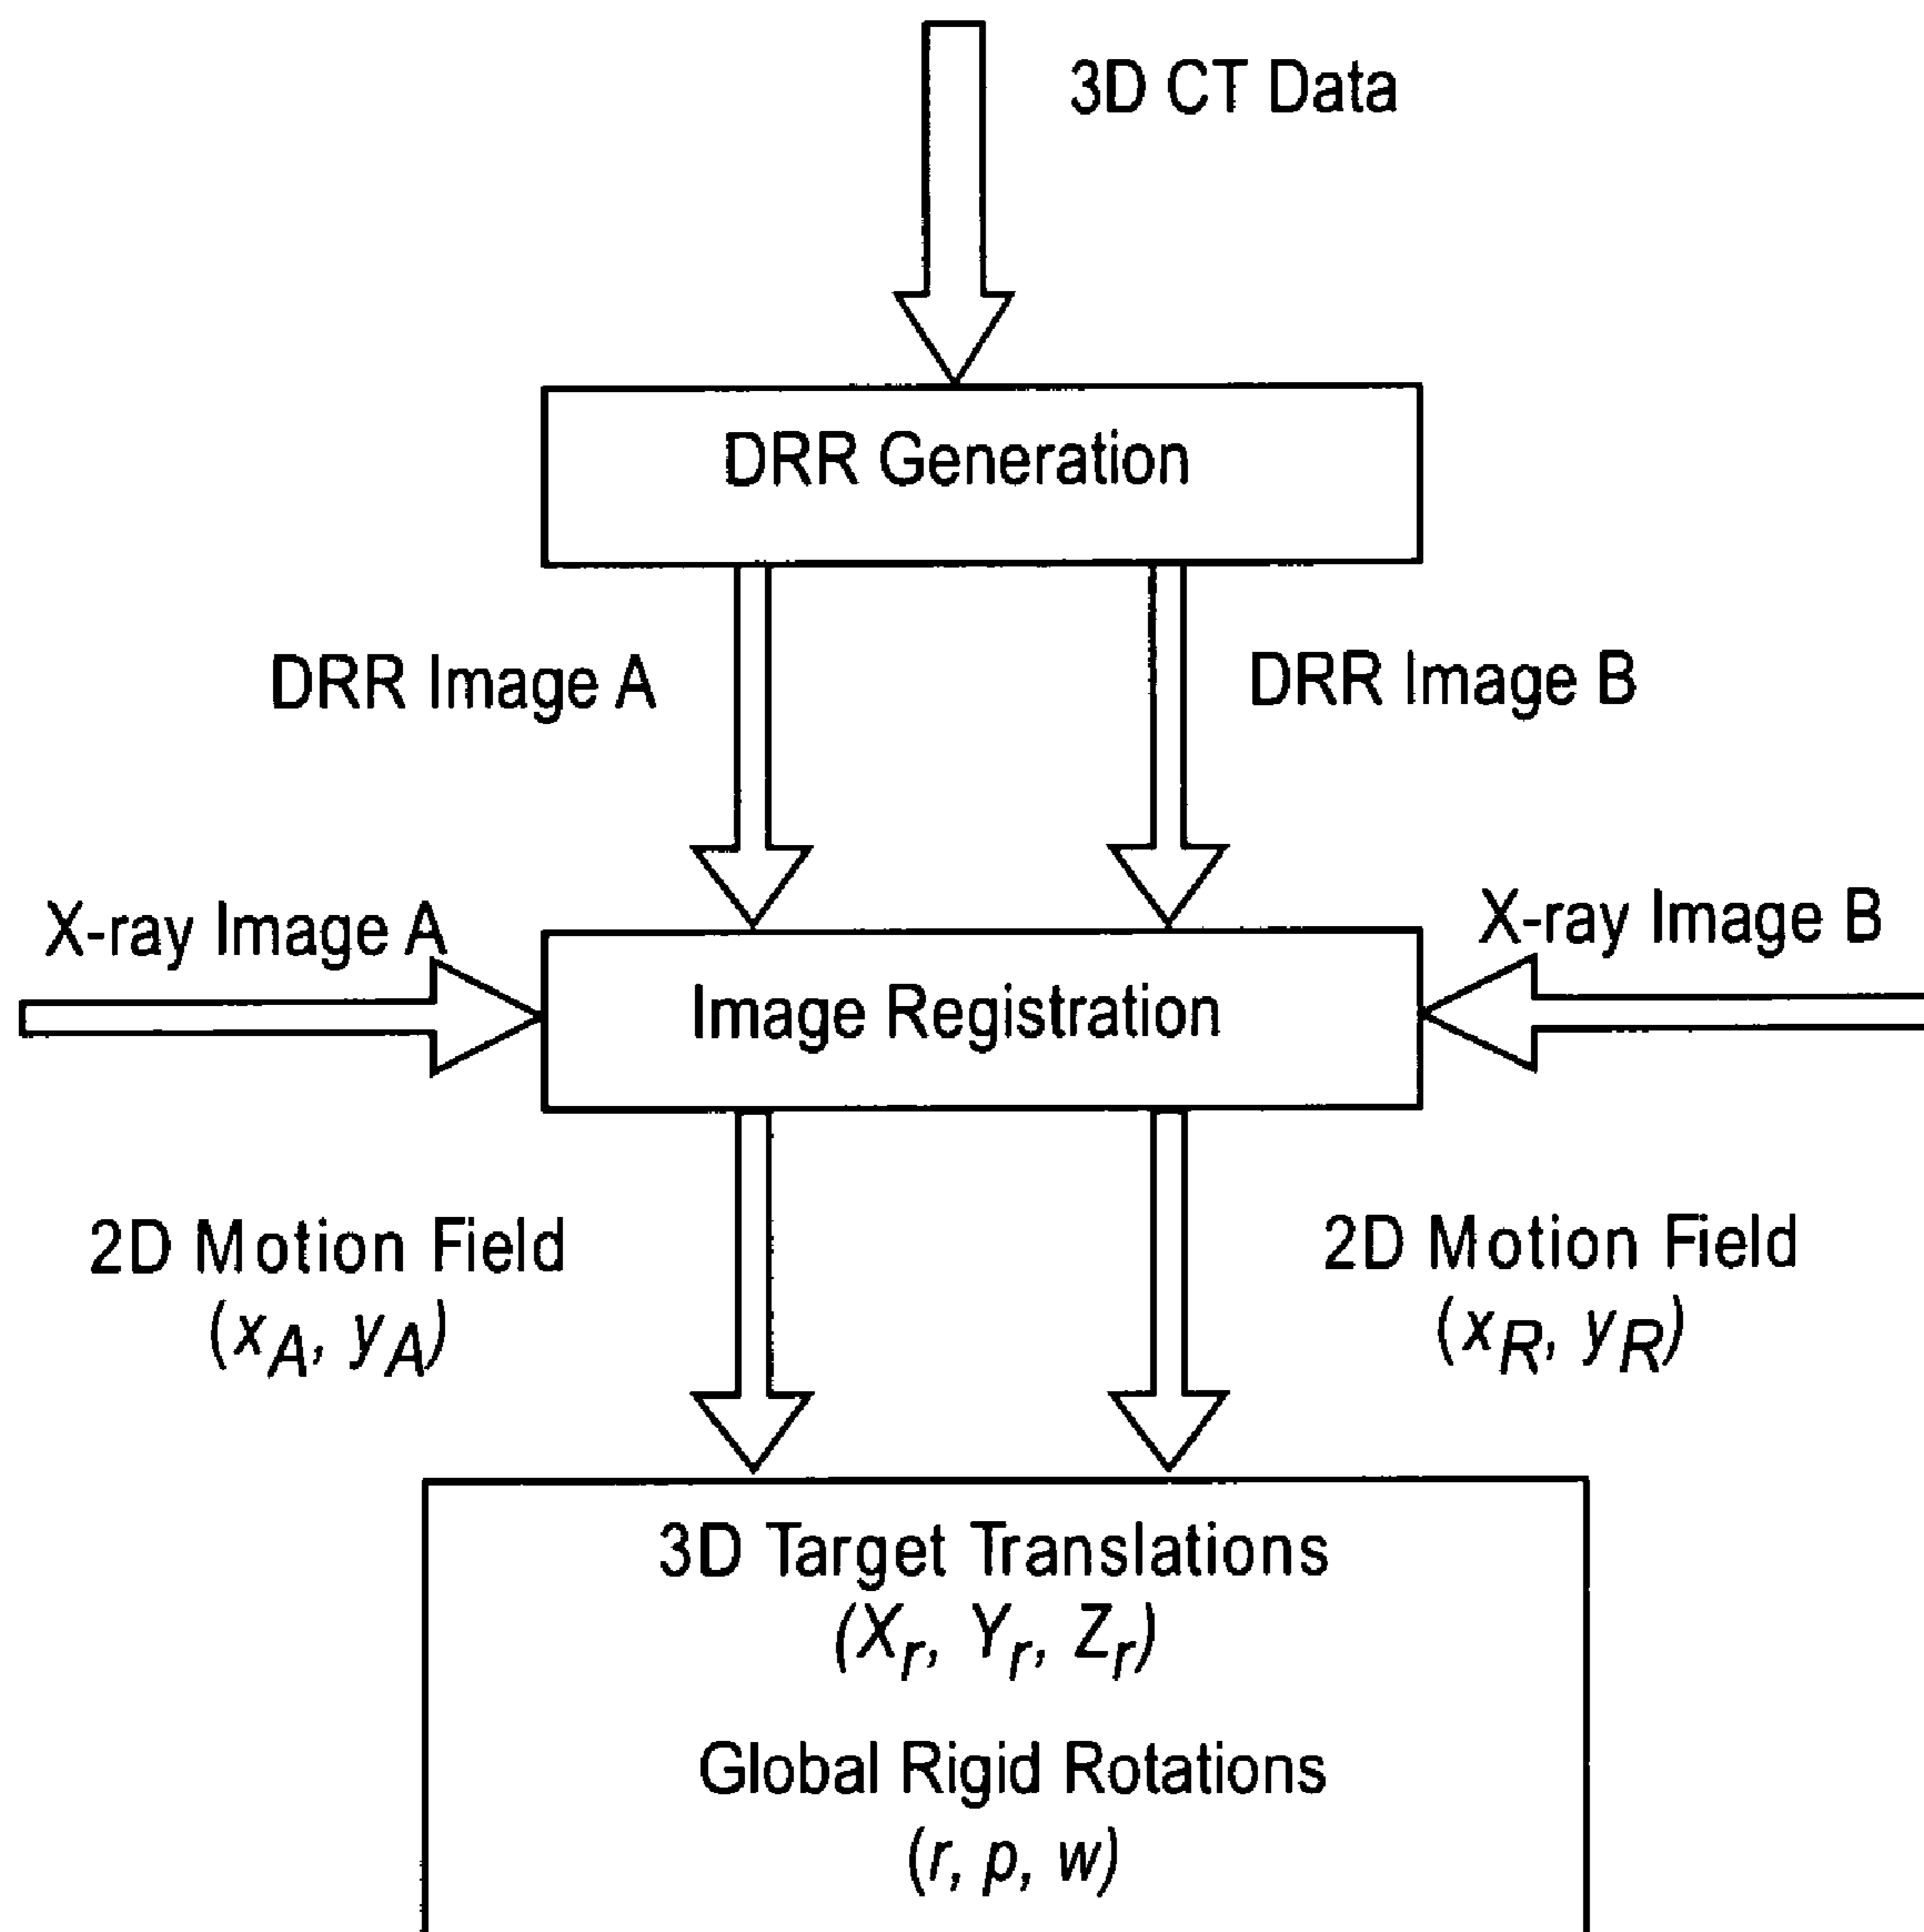 3D CT Data
DRR Generation
DRR Image A
DRR Image B
X-ray Image A
X-ray Image B
Image Registration
2D Motion Field
(xA, yA)
2D Motion Field
(xR, yR)
3D Target Translations
(Xr, Yr, Zr)
Global Rigid Rotations
(r, p, w)